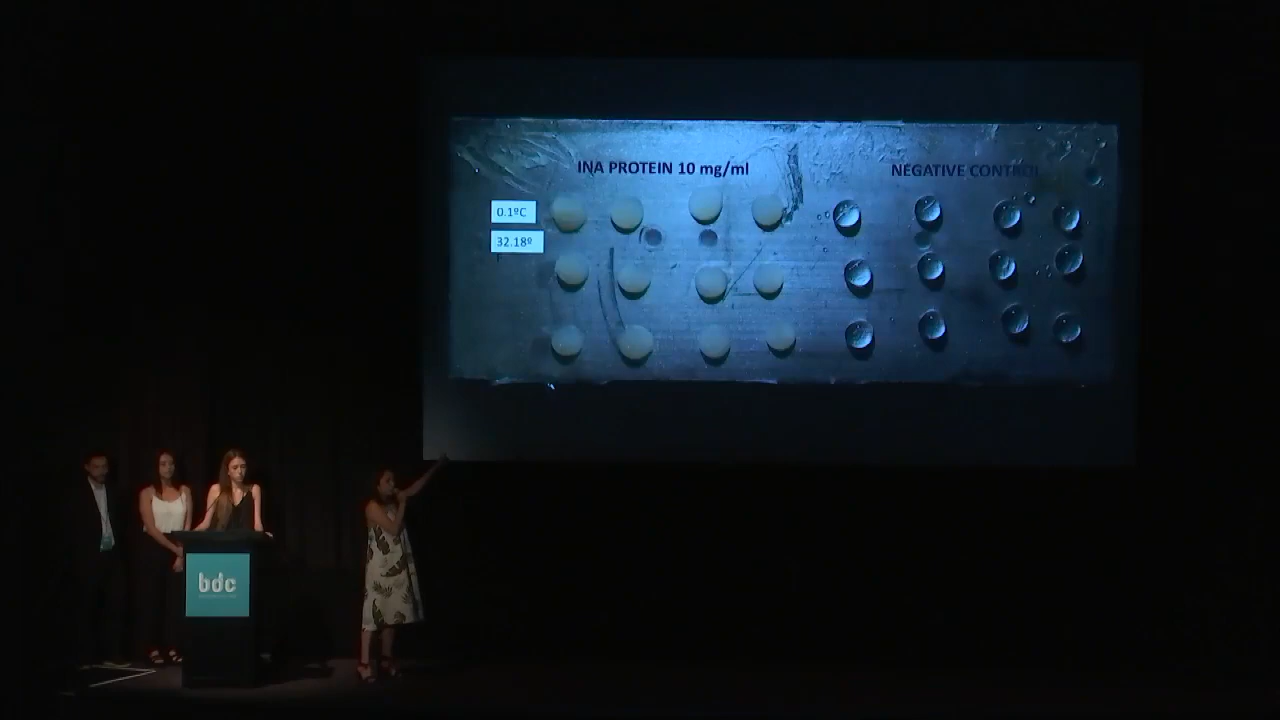 INA PROTEIN 10 mg/ml
NEGATIVE CONTROL
0.1ºC
32.18º
bdc